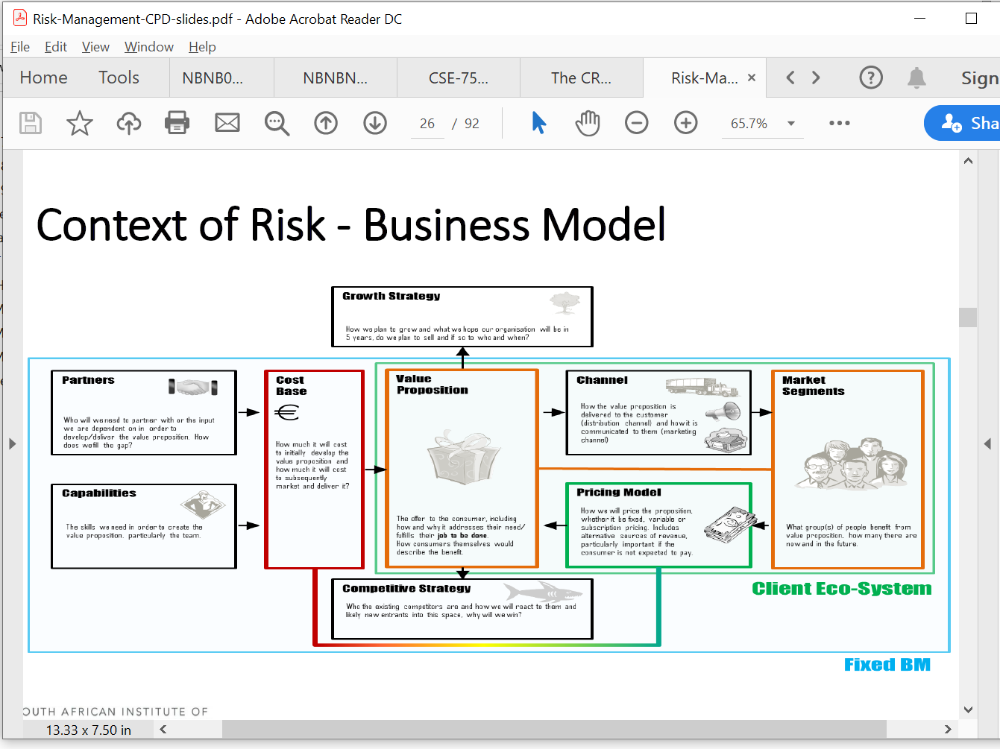 Risk-Management-CPD-slides.pdf - Adobe Acrobat Reader DC
File Edit View Window Help
Home Tools NBNB0... NBNBN... CSE-75... The CR... Risk-Ma... × Sign
26 / 92 65.7% Sha
Context of Risk - Business Model
Growth Strategy
How we plan to grow and what we hope our organisation will be in
5 years, do we plan to sell and if so to who and when?
Partners
Who will we need to partner with or the input
we are dependent on in order to
develop/deliver the value proposition. How
does we fill the gap?
Capabilities
The skills we need in order to create the
value proposition, particularly the team.
Cost
Base
€
How much it will cost
to initially develop the
value proposition and
how much it will cost
to subsequently
market and deliver it?
Value
Proposition
The offer to the consumer, including
how and why it addresses their need/
fulfills their job to be done.
How consumers themselves would
describe the benefit.
Channel
How the value proposition is
delivered to the customer
(distribution channel) and how it is
communicated to them (marketing
channel)
Pricing Model
How we will price the proposition,
whether it be fixed, variable or
subscription pricing. Includes
alternative sources of revenue,
particularly important if the
consumer is not expected to pay.
Market
Segments
What group(s) of people benefit from
value proposition, how many there are
now and in the future.
Competitive Strategy
Who the existing competitors are and how we will react to them and
likely new entrants into this space, why will we win?
Client Eco-System
Fixed BM
OUTH AFRICAN INSTITUTE OF
13.33 x 7.50 in